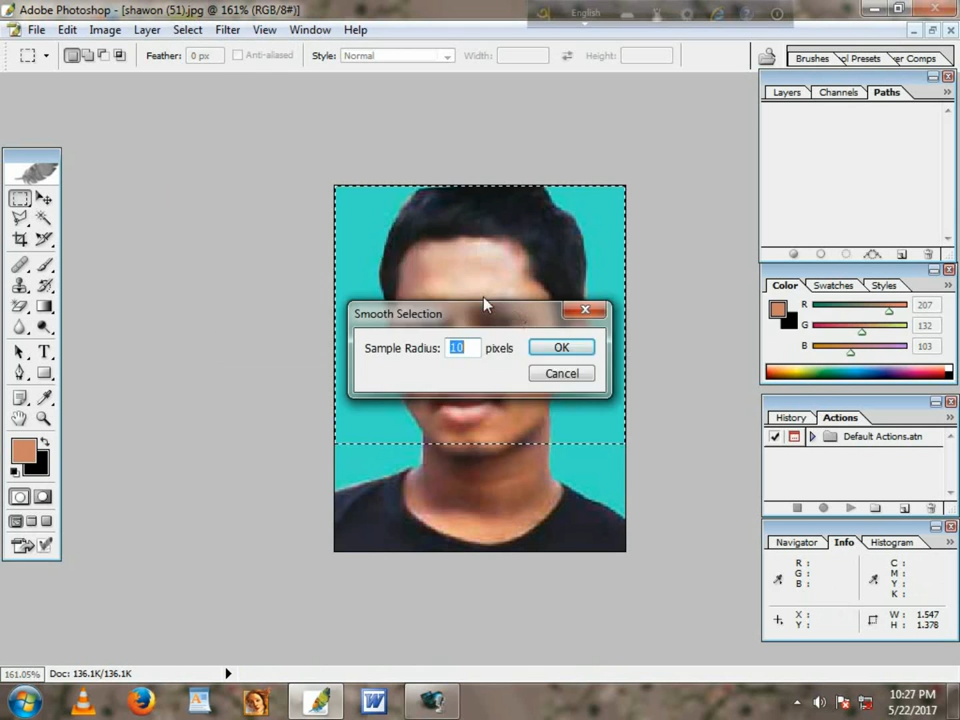 Adobe Photoshop - [shawon (51).jpg @ 161% (RGB/8#)]
English
File Edit Image Layer Select Filter View Window Help
Feather: 0 px Anti-aliased Style: Normal Width: Height:
Brushes ol Presets er Comps
Layers Channels Paths
Color Swatches Styles
R 207
G 132
B 103
Smooth Selection
Sample Radius: 10 pixels OK
Cancel
History Actions
Default Actions.atn
Navigator Info Histogram
R :
G :
B :
C :
M :
Y :
K :
X :
Y :
W : 1.547
H : 1.378
161.05% Doc: 136.1K/136.1K
10:27 PM
5/22/2017